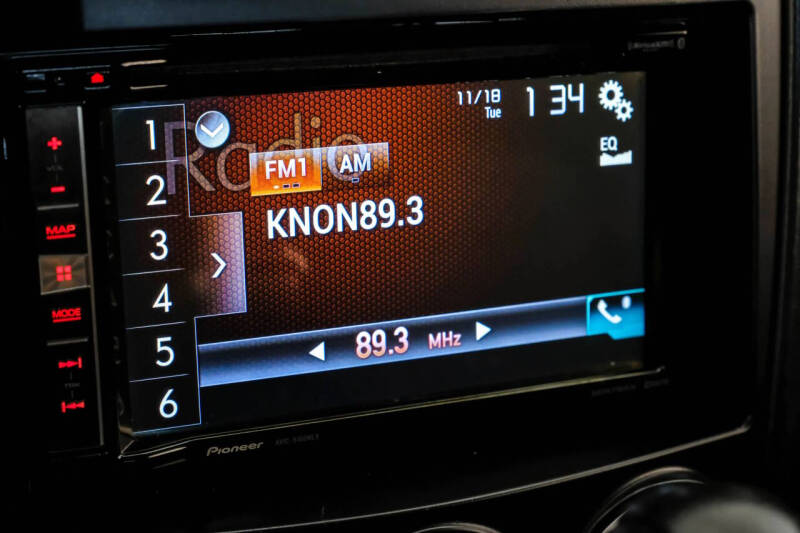 11/18
Tue
1 34
Radio
FM1
AM
EQ
KNON89.3
VOL
MAP
MODE
1
2
3
4
5
6
89.3 MHz
Pioneer